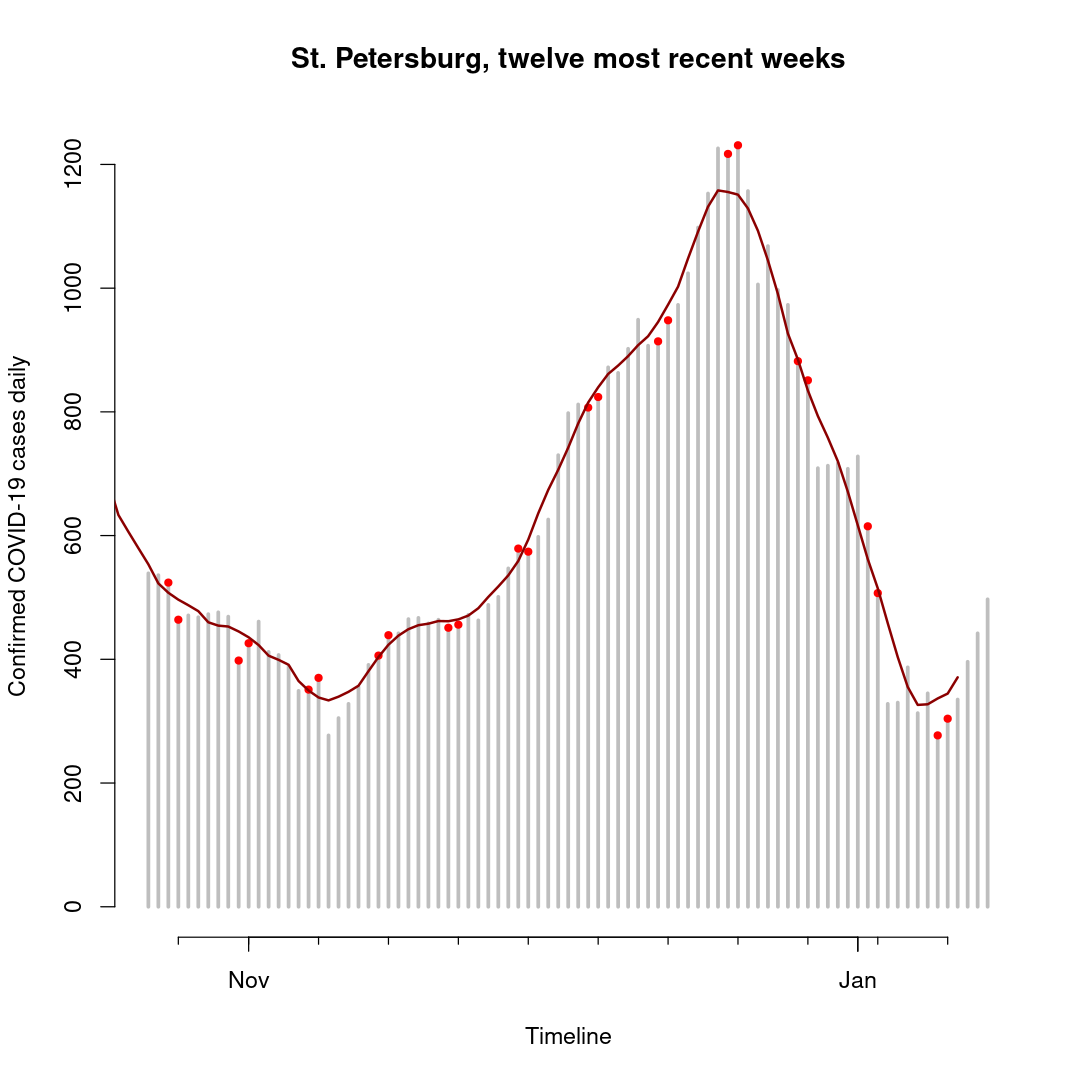 St. Petersburg, twelve most recent weeks
Confirmed COVID-19 cases daily
1200
1000
800
600
400
200
0
Nov
Jan
Timeline